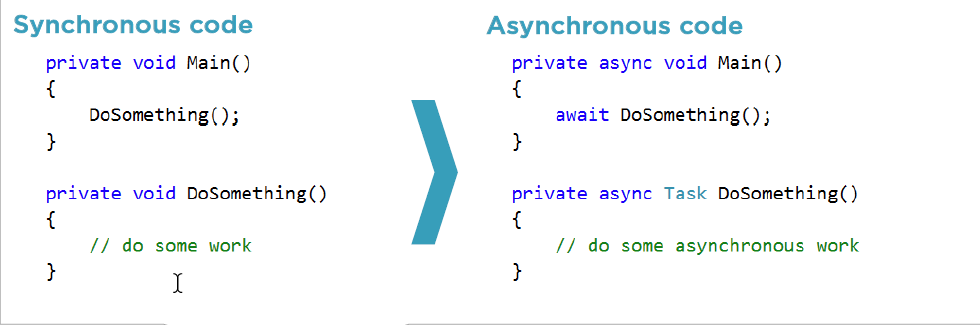 Synchronous code
private void Main()
{
DoSomething();
}
private void DoSomething()
{
// do some work
}
Asynchronous code
private async void Main()
{
await DoSomething();
}
private async Task DoSomething()
{
// do some asynchronous work
}